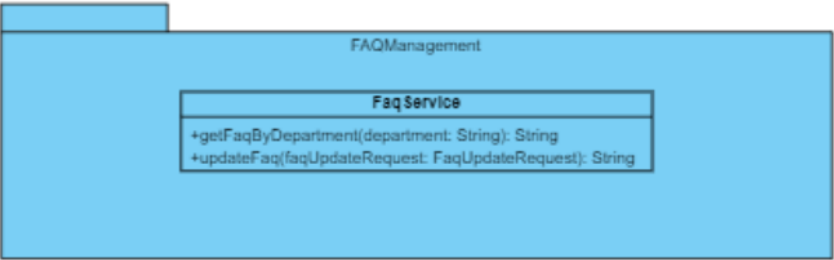 FAQManagement
FaqService
+getFaqByDepartment(department: String): String
+updateFaq(faqUpdateRequest: FaqUpdateRequest): String